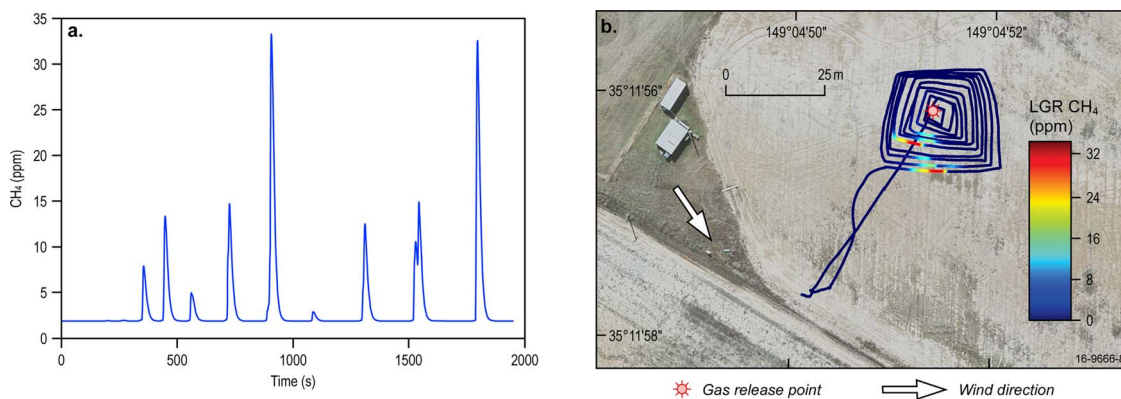 a.
35
30
25
20
15
10
5
0
CH₄ (ppm)
0 500 1000 1500 2000
Time (s)
b.
149°04'50" 149°04'52"
0 25 m
35°11'56"
35°11'58"
LGR CH₄
(ppm)
32
24
16
8
0
16-9666-8
Gas release point Wind direction